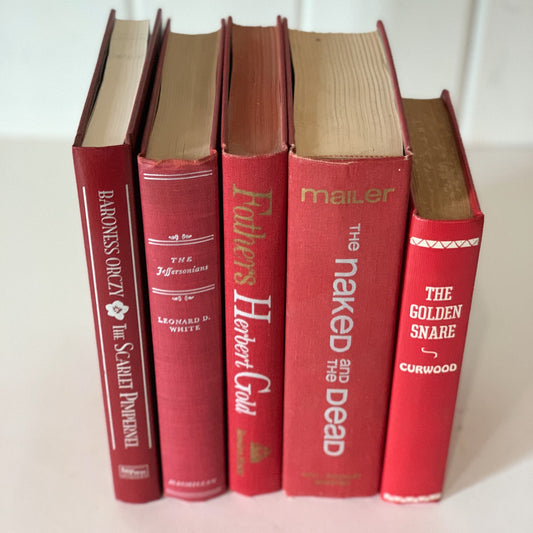 BARONESS ORCZY THE SCARLET PIMPERNEL
THE
Jeffersonians
LEONARD D.
WHITE
MACMILLAN
Fathers
Herbert Gold
mailer
THE naked AND THE DEAD
THE
GOLDEN
SNARE
CURWOOD